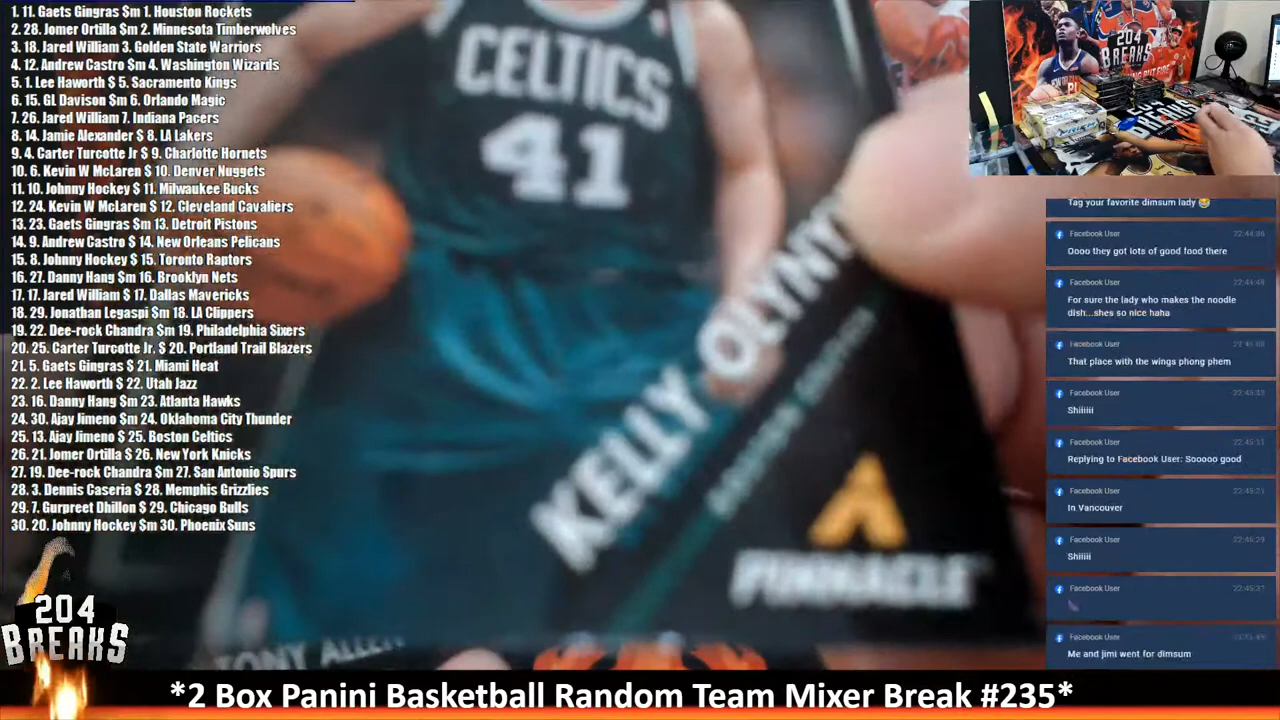 1. 11. Gaets Gingras $m 1. Houston Rockets
2. 28. Jomer Ortilla $m 2. Minnesota Timberwolves
3. 18. Jared William 3. Golden State Warriors
4. 12. Andrew Castro $m 4. Washington Wizards
5. 1. Lee Haworth $ 5. Sacramento Kings
6. 15. GL Davison $m 6. Orlando Magic
7. 26. Jared William 7. Indiana Pacers
8. 14. Jamie Alexander $ 8. LA Lakers
9. 4. Carter Turcotte Jr $ 9. Charlotte Hornets
10. 6. Kevin W McLaren $ 10. Denver Nuggets
11. 10. Johnny Hockey $ 11. Milwaukee Bucks
12. 24. Kevin W McLaren $ 12. Cleveland Cavaliers
13. 23. Gaets Gingras $m 13. Detroit Pistons
14. 9. Andrew Castro $ 14. New Orleans Pelicans
15. 8. Johnny Hockey $ 15. Toronto Raptors
16. 27. Danny Hang $m 16. Brooklyn Nets
17. 17. Jared William $ 17. Dallas Mavericks
18. 29. Jonathan Legaspi $m 18. LA Clippers
19. 22. Dee-rock Chandra $m 19. Philadelphia Sixers
20. 25. Carter Turcotte Jr. $ 20. Portland Trail Blazers
21. 5. Gaets Gingras $ 21. Miami Heat
22. 2. Lee Haworth $ 22. Utah Jazz
23. 16. Danny Hang $m 23. Atlanta Hawks
24. 30. Ajay Jimeno $m 24. Oklahoma City Thunder
25. 13. Ajay Jimeno $ 25. Boston Celtics
26. 21. Jomer Ortilla $ 26. New York Knicks
27. 19. Dee-rock Chandra $m 27. San Antonio Spurs
28. 3. Dennis Caseria $ 28. Memphis Grizzlies
29. 7. Gurpreet Dhillon $ 29. Chicago Bulls
30. 20. Johnny Hockey $m 30. Phoenix Suns
204
BREAKS
CELTICS
41
KELLY OLYNY
BOSTON CELTICS
PINNACLE
TONY ALLEN
204
BREAKS
204
BREAKS
Tag your favorite dimsum lady 😂
Facebook User
Oooo they got lots of good food there
Facebook User
For sure the lady who makes the noodle
dish...shes so nice haha
Facebook User
That place with the wings phong phem
Facebook User
Shiiiii
Facebook User
Replying to Facebook User: Sooooo good
Facebook User
In Vancouver
Facebook User
Shiiiii
Facebook User
Facebook User
Me and jimi went for dimsum
*2 Box Panini Basketball Random Team Mixer Break #235*